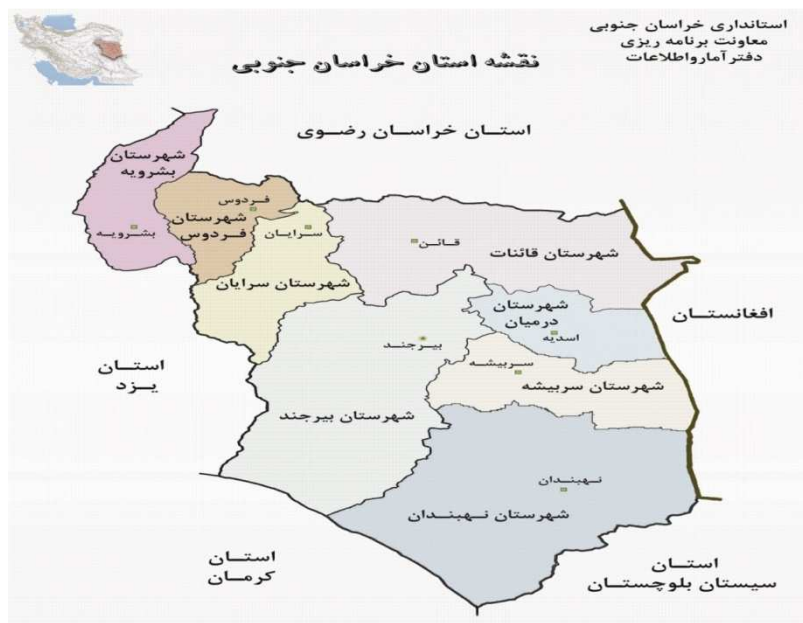 استانداری خراسان جنوبی
معاونت برنامه ریزی
دفترآمارواطلاعات
نقشه استان خراسان جنوبی
استان خراسان رضوی
شهرستان
بشرویه
بشرویه
فردوس
شهرستان
فردوس
سرایان
شهرستان سرایان
قائن
شهرستان قائنات
شهرستان
درمیان
اسدیه
افغانستان
بیرجند
سربیشه
شهرستان سربیشه
استان
یزد
شهرستان بیرجند
نهبندان
شهرستان نهبندان
استان
کرمان
استان
سیستان بلوچستان